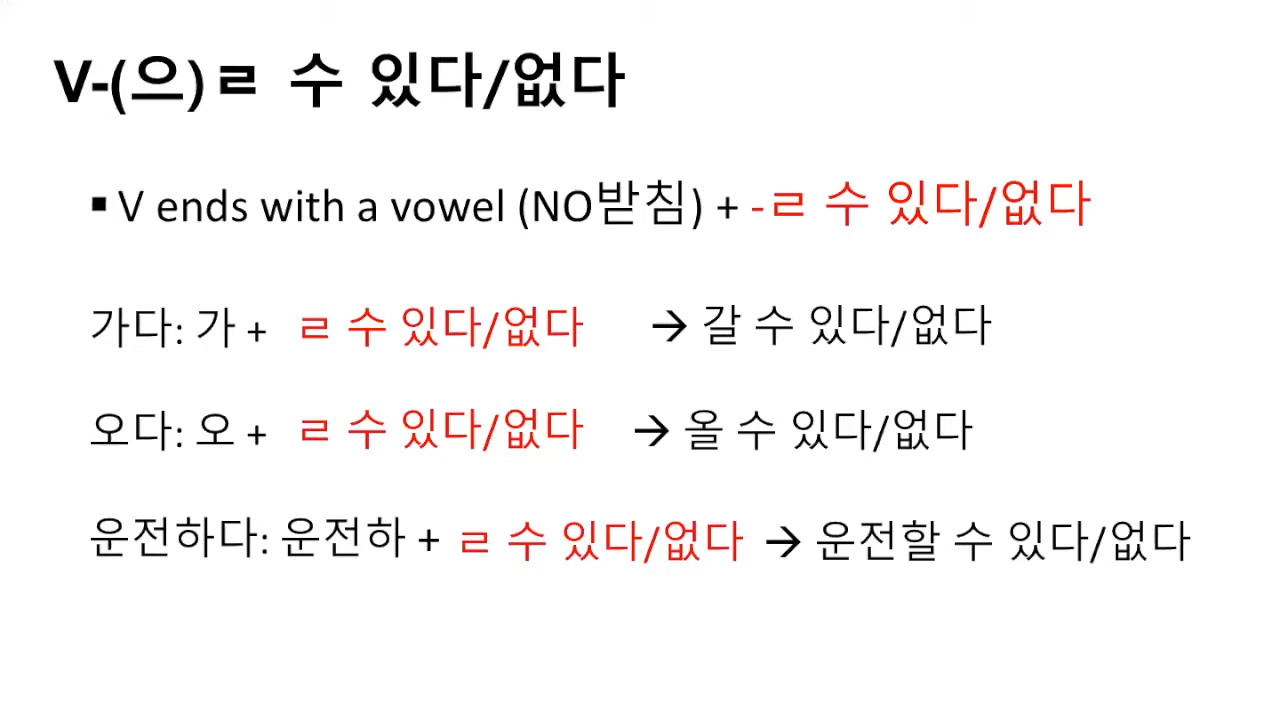 V-(으)ㄹ 수 있다/없다
▪ V ends with a vowel (NO받침) + -ㄹ 수 있다/없다
가다: 가 + ㄹ 수 있다/없다 → 갈 수 있다/없다
오다: 오 + ㄹ 수 있다/없다 → 올 수 있다/없다
운전하다: 운전하 + ㄹ 수 있다/없다 → 운전할 수 있다/없다